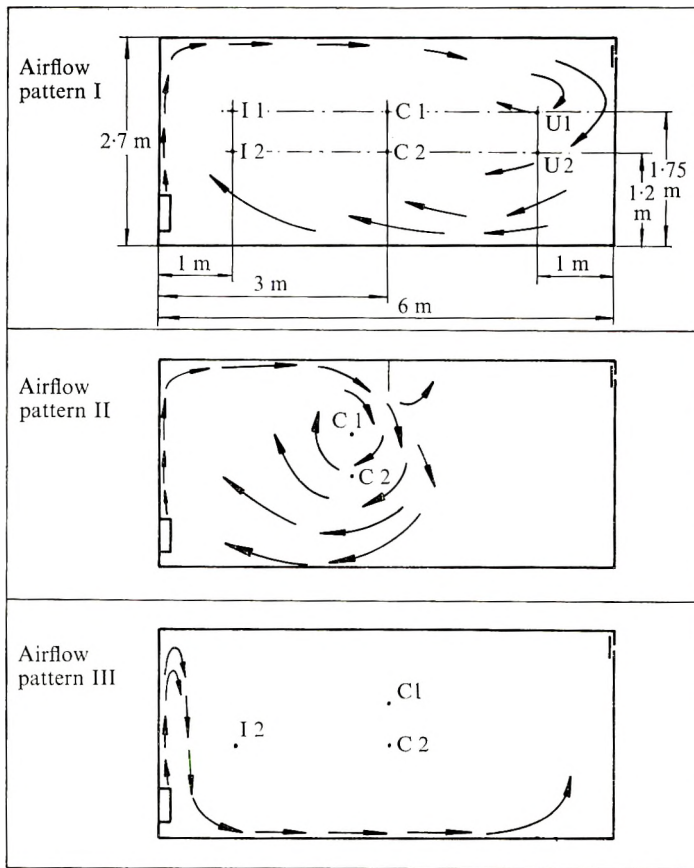 Airflow
pattern I
2·7 m
I 1
C 1
U1
I 2
C 2
U2
1·75
m
1·2
m
1 m
1 m
3 m
6 m
Airflow
pattern II
C 1
C 2
Airflow
pattern III
C1
I 2
C 2